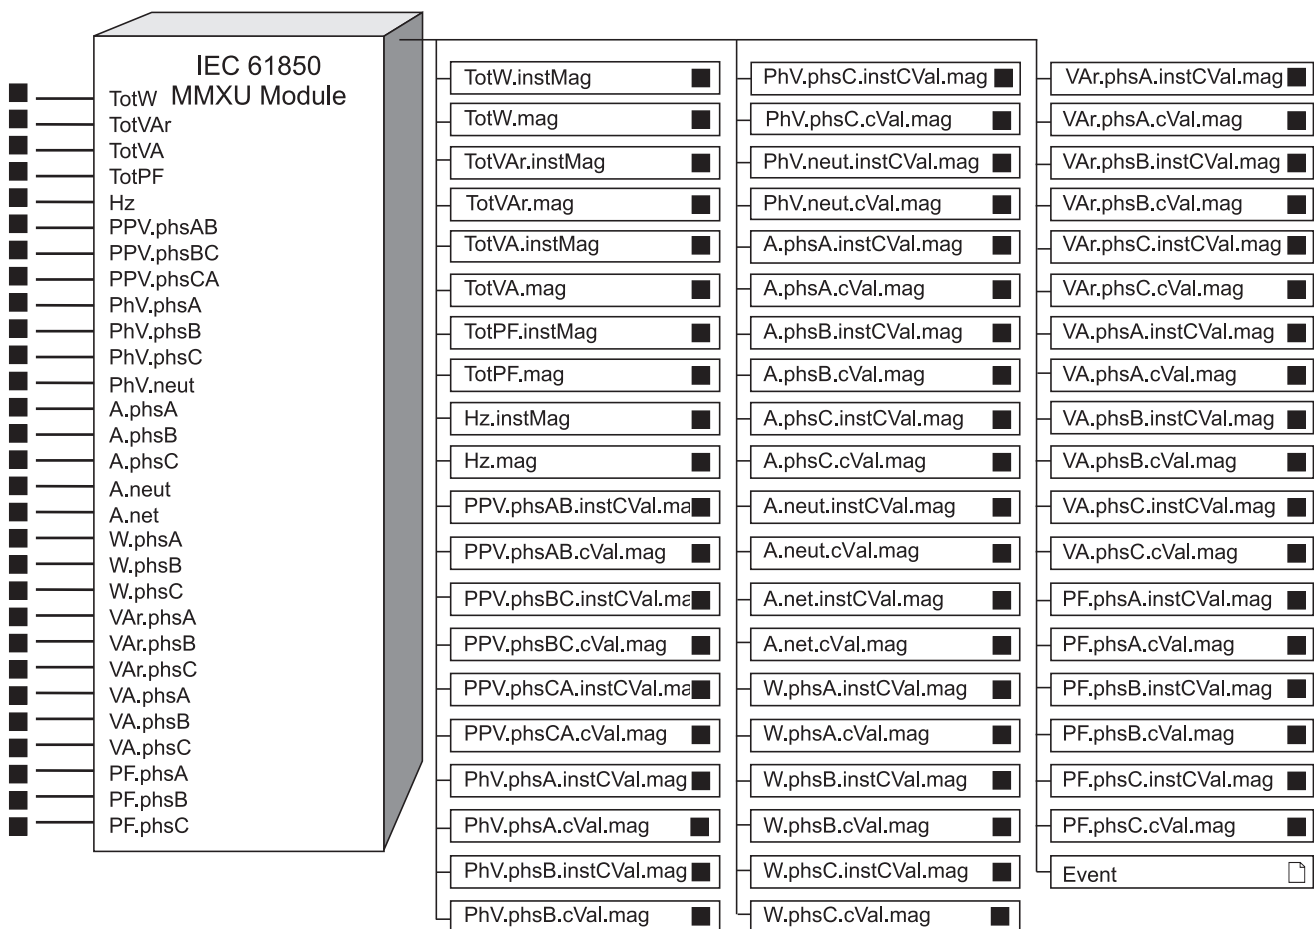 IEC 61850
MMXU Module
TotW
TotVAr
TotVA
TotPF
Hz
PPV.phsAB
PPV.phsBC
PPV.phsCA
PhV.phsA
PhV.phsB
PhV.phsC
PhV.neut
A.phsA
A.phsB
A.phsC
A.neut
A.net
W.phsA
W.phsB
W.phsC
VAr.phsA
VAr.phsB
VAr.phsC
VA.phsA
VA.phsB
VA.phsC
PF.phsA
PF.phsB
PF.phsC
TotW.instMag
TotW.mag
TotVAr.instMag
TotVAr.mag
TotVA.instMag
TotVA.mag
TotPF.instMag
TotPF.mag
Hz.instMag
Hz.mag
PPV.phsAB.instCVal.ma
PPV.phsAB.cVal.mag
PPV.phsBC.instCVal.ma
PPV.phsBC.cVal.mag
PPV.phsCA.instCVal.ma
PPV.phsCA.cVal.mag
PhV.phsA.instCVal.mag
PhV.phsA.cVal.mag
PhV.phsB.instCVal.mag
PhV.phsB.cVal.mag
PhV.phsC.instCVal.mag
PhV.phsC.cVal.mag
PhV.neut.instCVal.mag
PhV.neut.cVal.mag
A.phsA.instCVal.mag
A.phsA.cVal.mag
A.phsB.instCVal.mag
A.phsB.cVal.mag
A.phsC.instCVal.mag
A.phsC.cVal.mag
A.neut.instCVal.mag
A.neut.cVal.mag
A.net.instCVal.mag
A.net.cVal.mag
W.phsA.instCVal.mag
W.phsA.cVal.mag
W.phsB.instCVal.mag
W.phsB.cVal.mag
W.phsC.instCVal.mag
W.phsC.cVal.mag
VAr.phsA.instCVal.mag
VAr.phsA.cVal.mag
VAr.phsB.instCVal.mag
VAr.phsB.cVal.mag
VAr.phsC.instCVal.mag
VAr.phsC.cVal.mag
VA.phsA.instCVal.mag
VA.phsA.cVal.mag
VA.phsB.instCVal.mag
VA.phsB.cVal.mag
VA.phsC.instCVal.mag
VA.phsC.cVal.mag
PF.phsA.instCVal.mag
PF.phsA.cVal.mag
PF.phsB.instCVal.mag
PF.phsB.cVal.mag
PF.phsC.instCVal.mag
PF.phsC.cVal.mag
Event